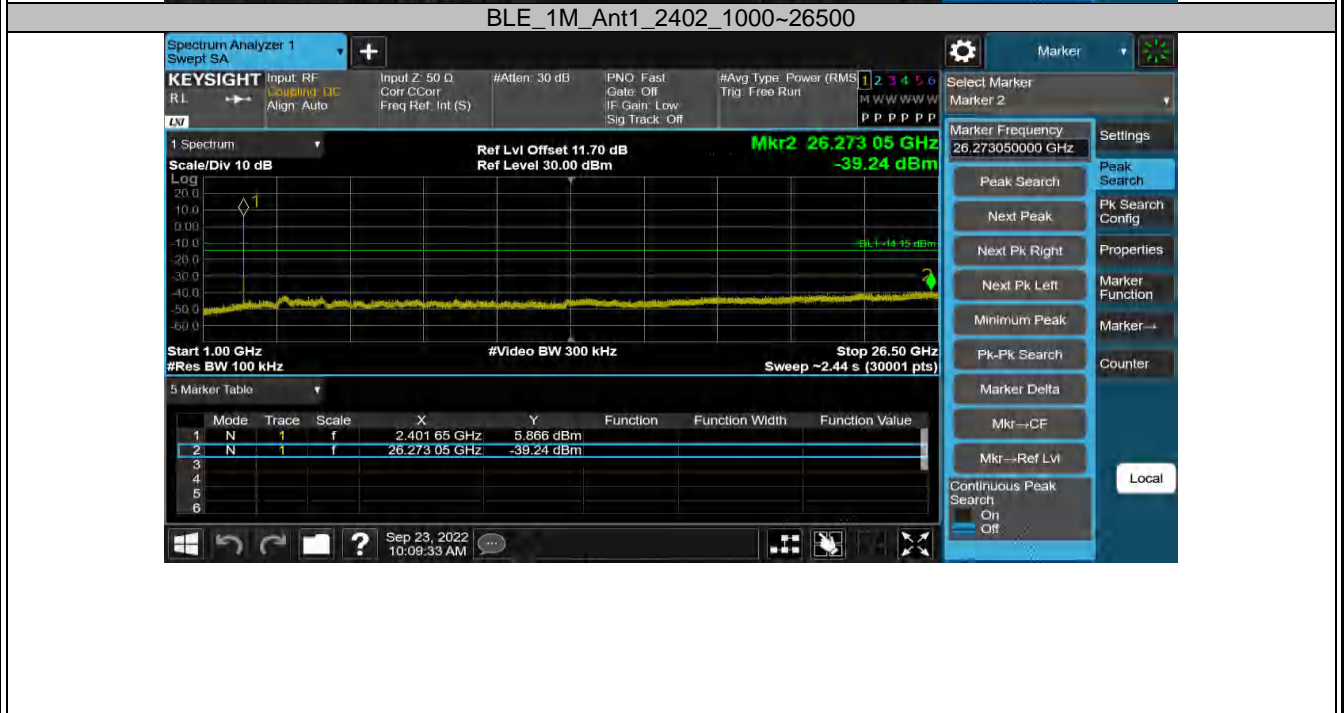 BLE_1M_Ant1_2402_1000~26500
Spectrum Analyzer 1
Swept SA
+
Marker
KEYSIGHT
RL
LXI
Input: RF
Coupling: DC
Align: Auto
Input Z: 50 Ω
Corr CCorr
Freq Ref: Int (S)
#Atten: 30 dB
PNO: Fast
Gate: Off
IF Gain: Low
Sig Track: Off
#Avg Type: Power (RMS
Trig: Free Run
1 2 3 4 5 6
M W W W W W
P P P P P P
Select Marker
Marker 2
1 Spectrum
Scale/Div 10 dB
Log
Ref Lvl Offset 11.70 dB
Ref Level 30.00 dBm
Mkr2 26.273 05 GHz
-39.24 dBm
20.0
10.0
0.00
-10.0
-20.0
-30.0
-40.0
-50.0
-60.0
1
DL1 -14.15 dBm
2
Start 1.00 GHz
#Res BW 100 kHz
#Video BW 300 kHz
Stop 26.50 GHz
Sweep ~2.44 s (30001 pts)
5 Marker Table
Mode Trace Scale X Y Function Function Width Function Value
1 N 1 f 2.401 65 GHz 5.866 dBm
2 N 1 f 26.273 05 GHz -39.24 dBm
3
4
5
6
Marker Frequency
26.273050000 GHz
Peak Search
Next Peak
Next Pk Right
Next Pk Left
Minimum Peak
Pk-Pk Search
Marker Delta
Mkr→CF
Mkr→Ref Lvl
Continuous Peak
Search
On
Off
Settings
Peak
Search
Pk Search
Config
Properties
Marker
Function
Marker→
Counter
Local
?
Sep 23, 2022
10:09:33 AM